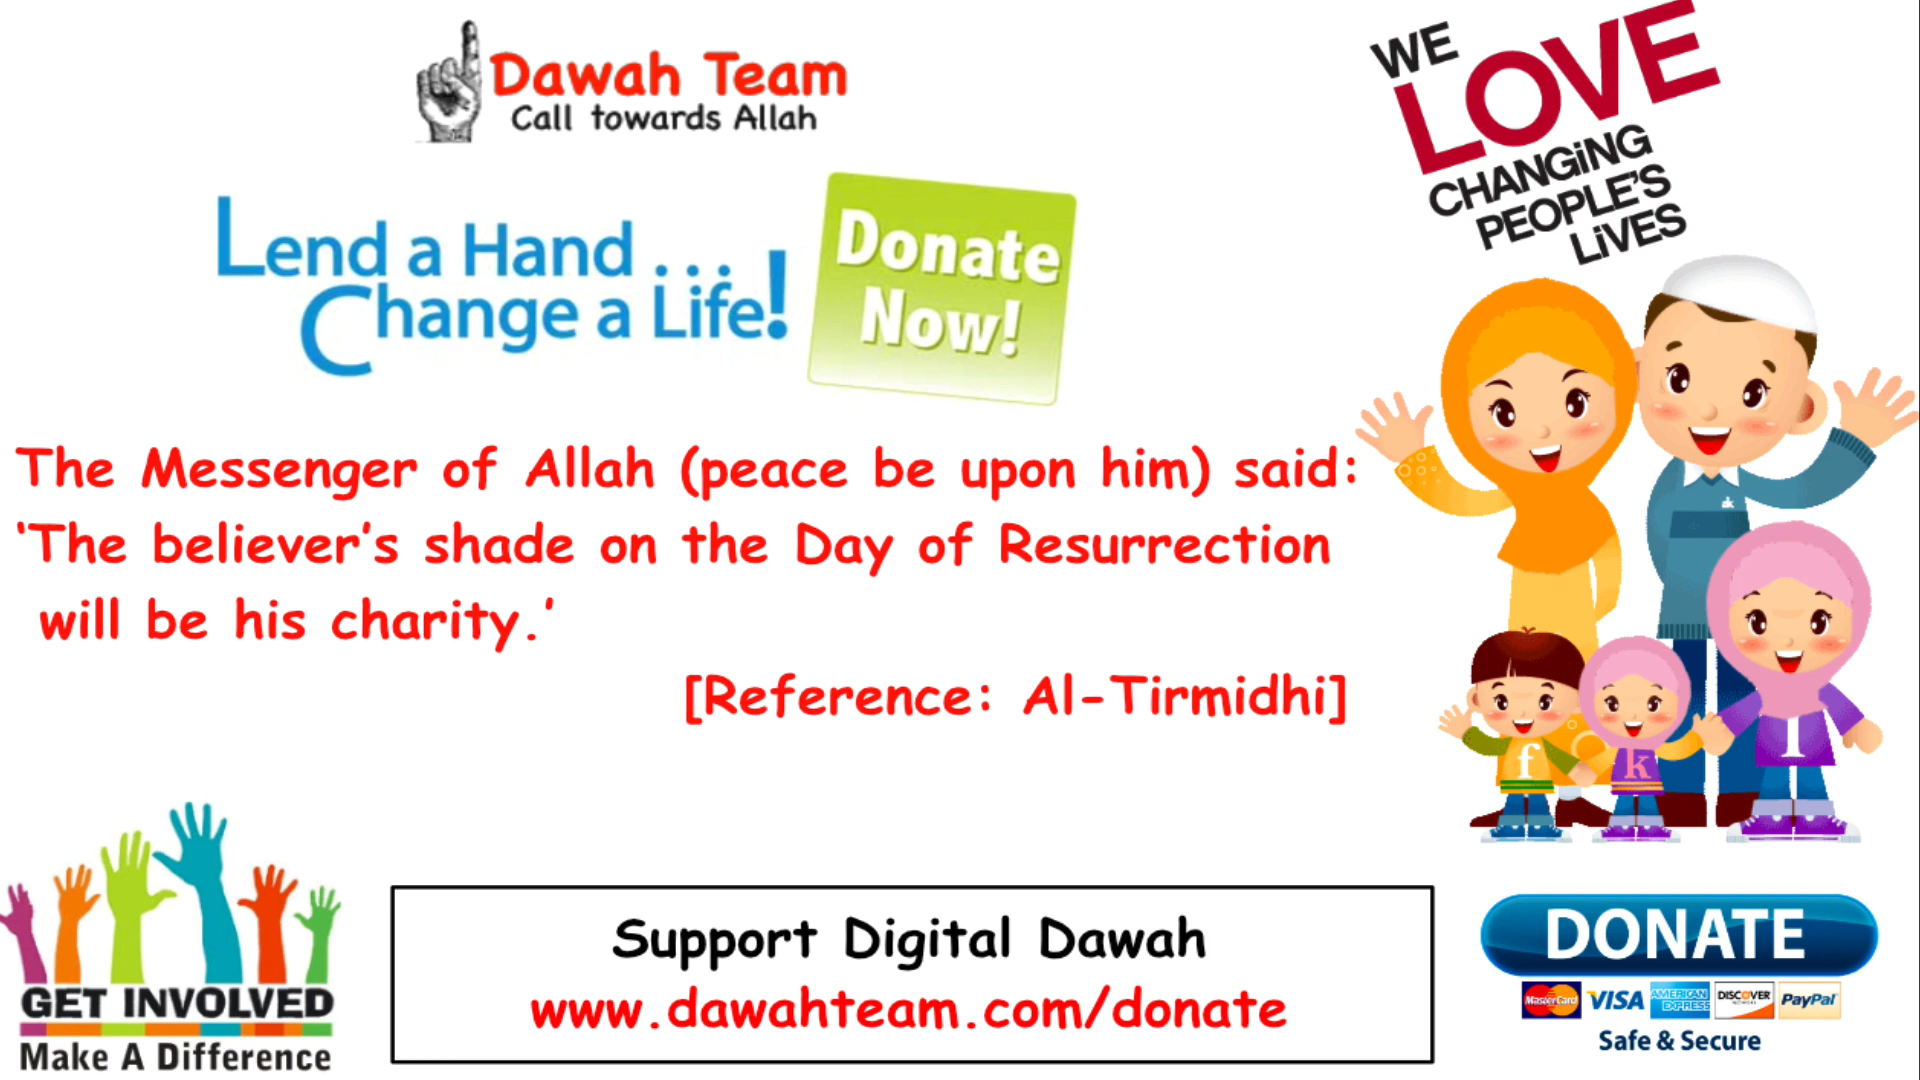 Dawah Team
Call towards Allah
Lend a Hand ...
Change a Life!
Donate
Now!
WE
LOVE
CHANGiNG
PEOPLE'S
LiVES
The Messenger of Allah (peace be upon him) said:
‘The believer’s shade on the Day of Resurrection
will be his charity.’
[Reference: Al-Tirmidhi]
f
k
l
GET INVOLVED
Make A Difference
Support Digital Dawah
www.dawahteam.com/donate
DONATE
MasterCard VISA AMERICAN EXPRESS DISCOVER PayPal
Safe & Secure